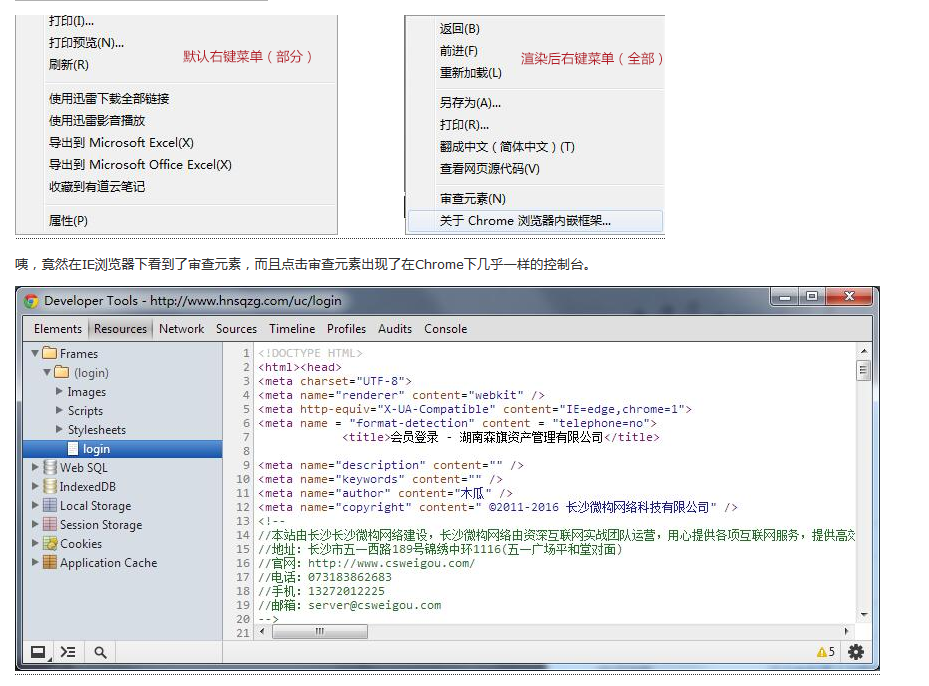 打印(I)...
打印预览(N)...
默认右键菜单（部分）
刷新(R)
使用迅雷下载全部链接
使用迅雷影音播放
导出到 Microsoft Excel(X)
导出到 Microsoft Office Excel(X)
收藏到有道云笔记
属性(P)
返回(B)
前进(F)
渲染后右键菜单（全部）
重新加载(L)
另存为(A)...
打印(R)...
翻成中文（简体中文）(T)
查看网页源代码(V)
审查元素(N)
关于 Chrome 浏览器内嵌框架...
咦，竟然在IE浏览器下看到了审查元素，而且点击审查元素出现了在Chrome下几乎一样的控制台。
Developer Tools - http://www.hnsqzg.com/uc/login
Elements Resources Network Sources Timeline Profiles Audits Console
Frames
(login)
Images
Scripts
Stylesheets
login
Web SQL
IndexedDB
Local Storage
Session Storage
Cookies
Application Cache
1 <!DOCTYPE HTML>
2 <html><head>
3 <meta charset="UTF-8">
4 <meta name="renderer" content="webkit" />
5 <meta http-equiv="X-UA-Compatible" content="IE=edge,chrome=1">
6 <meta name = "format-detection" content = "telephone=no">
7 <title>会员登录 - 湖南森旗资产管理有限公司</title>
8
9 <meta name="description" content="" />
10 <meta name="keywords" content="" />
11 <meta name="author" content="木瓜" />
12 <meta name="copyright" content=" ©2011-2016 长沙微构网络科技有限公司" />
13 <!--
14 //本站由长沙长沙微构网络建设，长沙微构网络由资深互联网实战团队运营，用心提供各项互联网服务，提供高效
15 //地址：长沙市五一西路189号锦绣中环1116(五一广场平和堂对面)
16 //官网：http://www.csweigou.com/
17 //电话：073183862683
18 //手机：13272012225
19 //邮箱：server@csweigou.com
20 -->
21
5